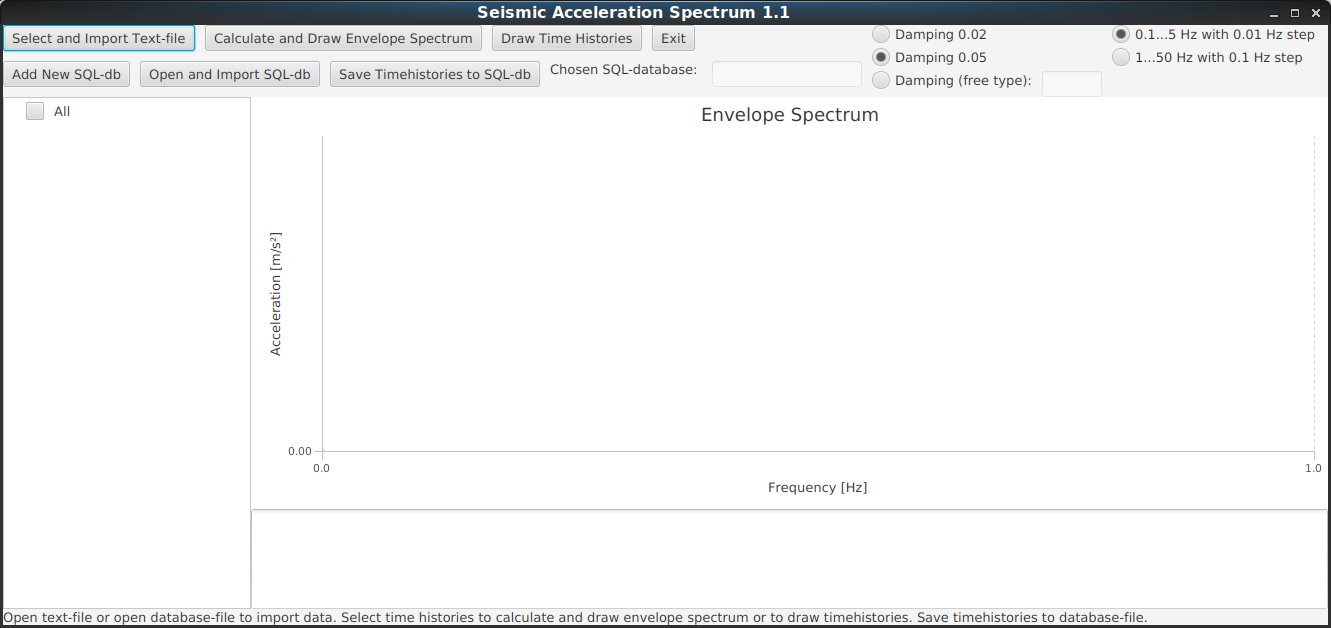 Seismic Acceleration Spectrum 1.1
Select and Import Text-file
Calculate and Draw Envelope Spectrum
Draw Time Histories
Exit
Damping 0.02
0.1...5 Hz with 0.01 Hz step
Damping 0.05
1...50 Hz with 0.1 Hz step
Add New SQL-db
Open and Import SQL-db
Save Timehistories to SQL-db
Chosen SQL-database:
Damping (free type):
All
Envelope Spectrum
Acceleration [m/s²]
0.00
0.0
1.0
Frequency [Hz]
Open text-file or open database-file to import data. Select time histories to calculate and draw envelope spectrum or to draw timehistories. Save timehistories to database-file.